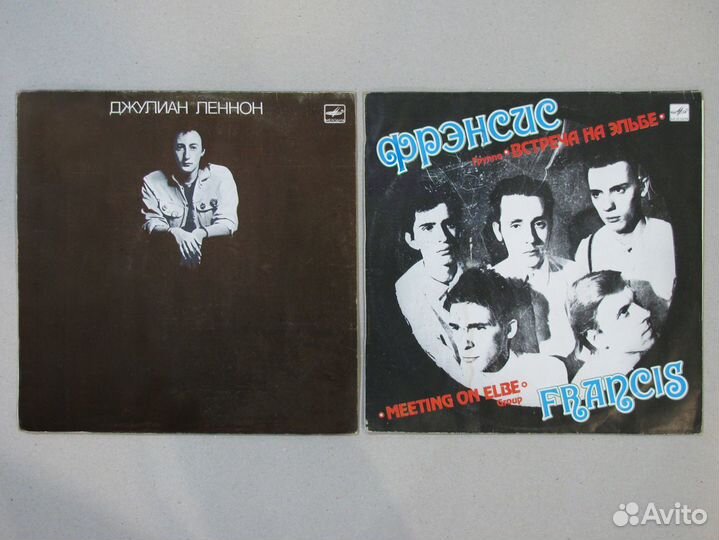 ДЖУЛИАН ЛЕННОН
ФРЭНСИС
Группа •ВСТРЕЧА НА ЭЛЬБЕ•
•MEETING ON ELBE•
Group
FRANCIS
Avito